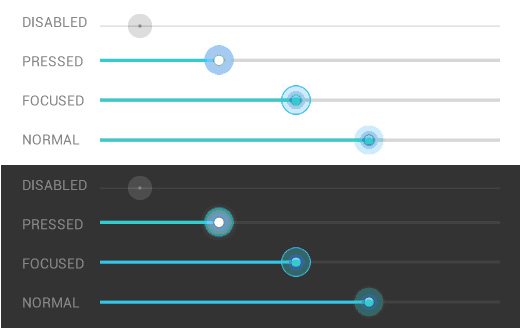 DISABLED
PRESSED
FOCUSED
NORMAL
DISABLED
PRESSED
FOCUSED
NORMAL